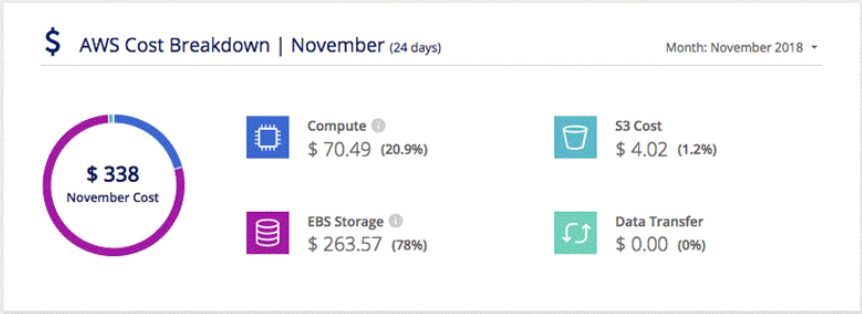 $ AWS Cost Breakdown | November (24 days)
Month: November 2018
$ 338
November Cost
Compute i
$ 70.49 (20.9%)
S3 Cost
$ 4.02 (1.2%)
EBS Storage i
$ 263.57 (78%)
Data Transfer
$ 0.00 (0%)